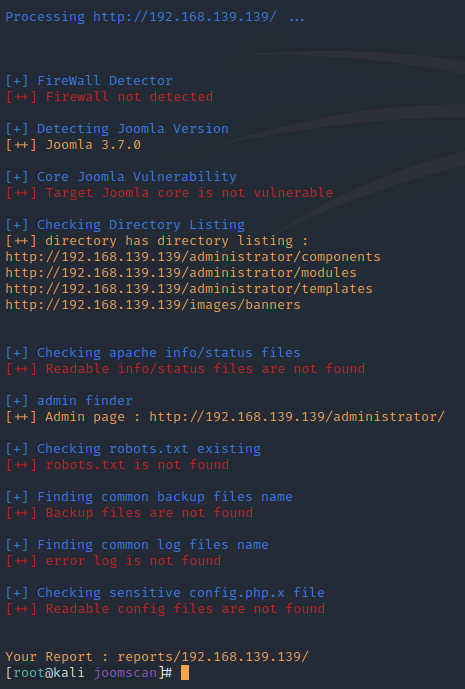 Processing http://192.168.139.139/ ...
[+] FireWall Detector
[++] Firewall not detected
[+] Detecting Joomla Version
[++] Joomla 3.7.0
[+] Core Joomla Vulnerability
[++] Target Joomla core is not vulnerable
[+] Checking Directory Listing
[++] directory has directory listing :
http://192.168.139.139/administrator/components
http://192.168.139.139/administrator/modules
http://192.168.139.139/administrator/templates
http://192.168.139.139/images/banners
[+] Checking apache info/status files
[++] Readable info/status files are not found
[+] admin finder
[++] Admin page : http://192.168.139.139/administrator/
[+] Checking robots.txt existing
[++] robots.txt is not found
[+] Finding common backup files name
[++] Backup files are not found
[+] Finding common log files name
[++] error log is not found
[+] Checking sensitive config.php.x file
[++] Readable config files are not found
Your Report : reports/192.168.139.139/
[root@kali joomscan]#